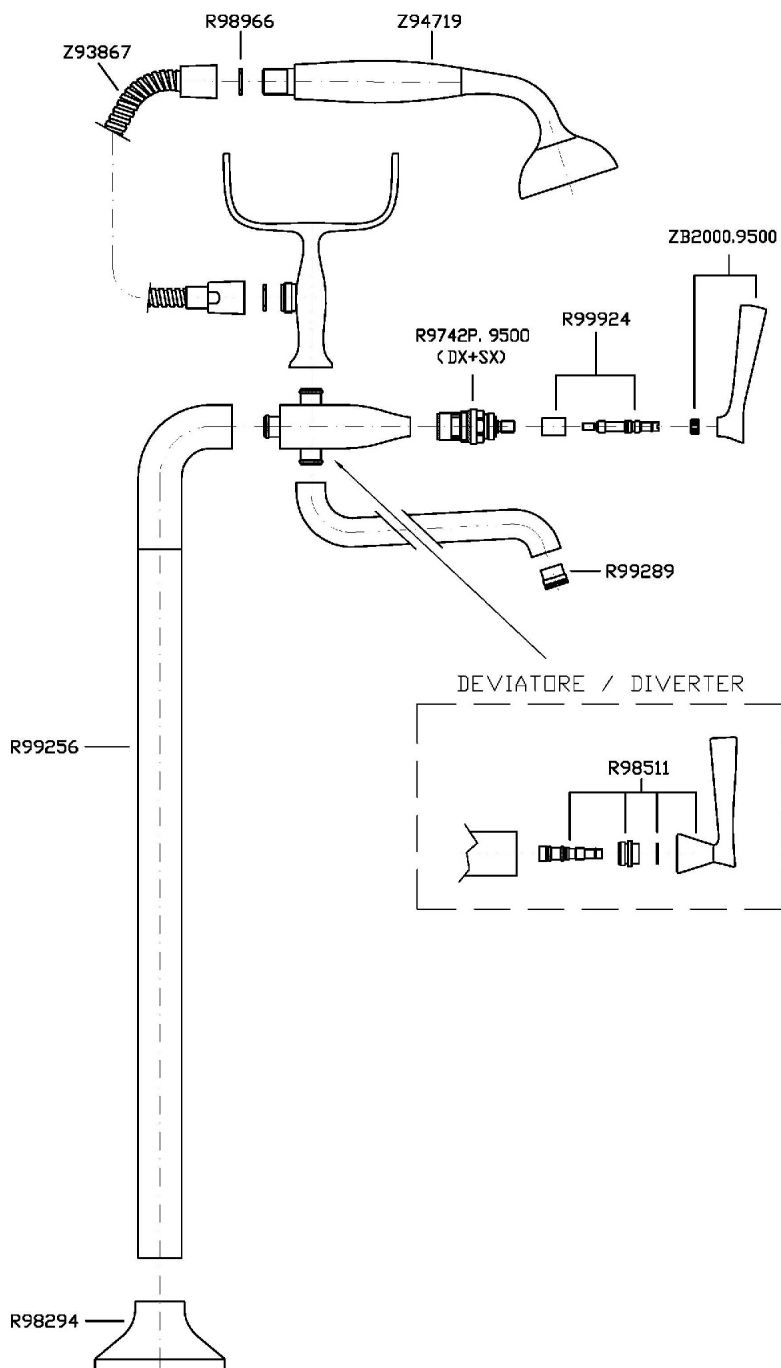 R98966
Z94719
Z93867
ZB2000.9500
R99924
R9742P. 9500
(DX+SX)
R99289
DEVIATORE / DIVERTER
R99256
R98511
R98294